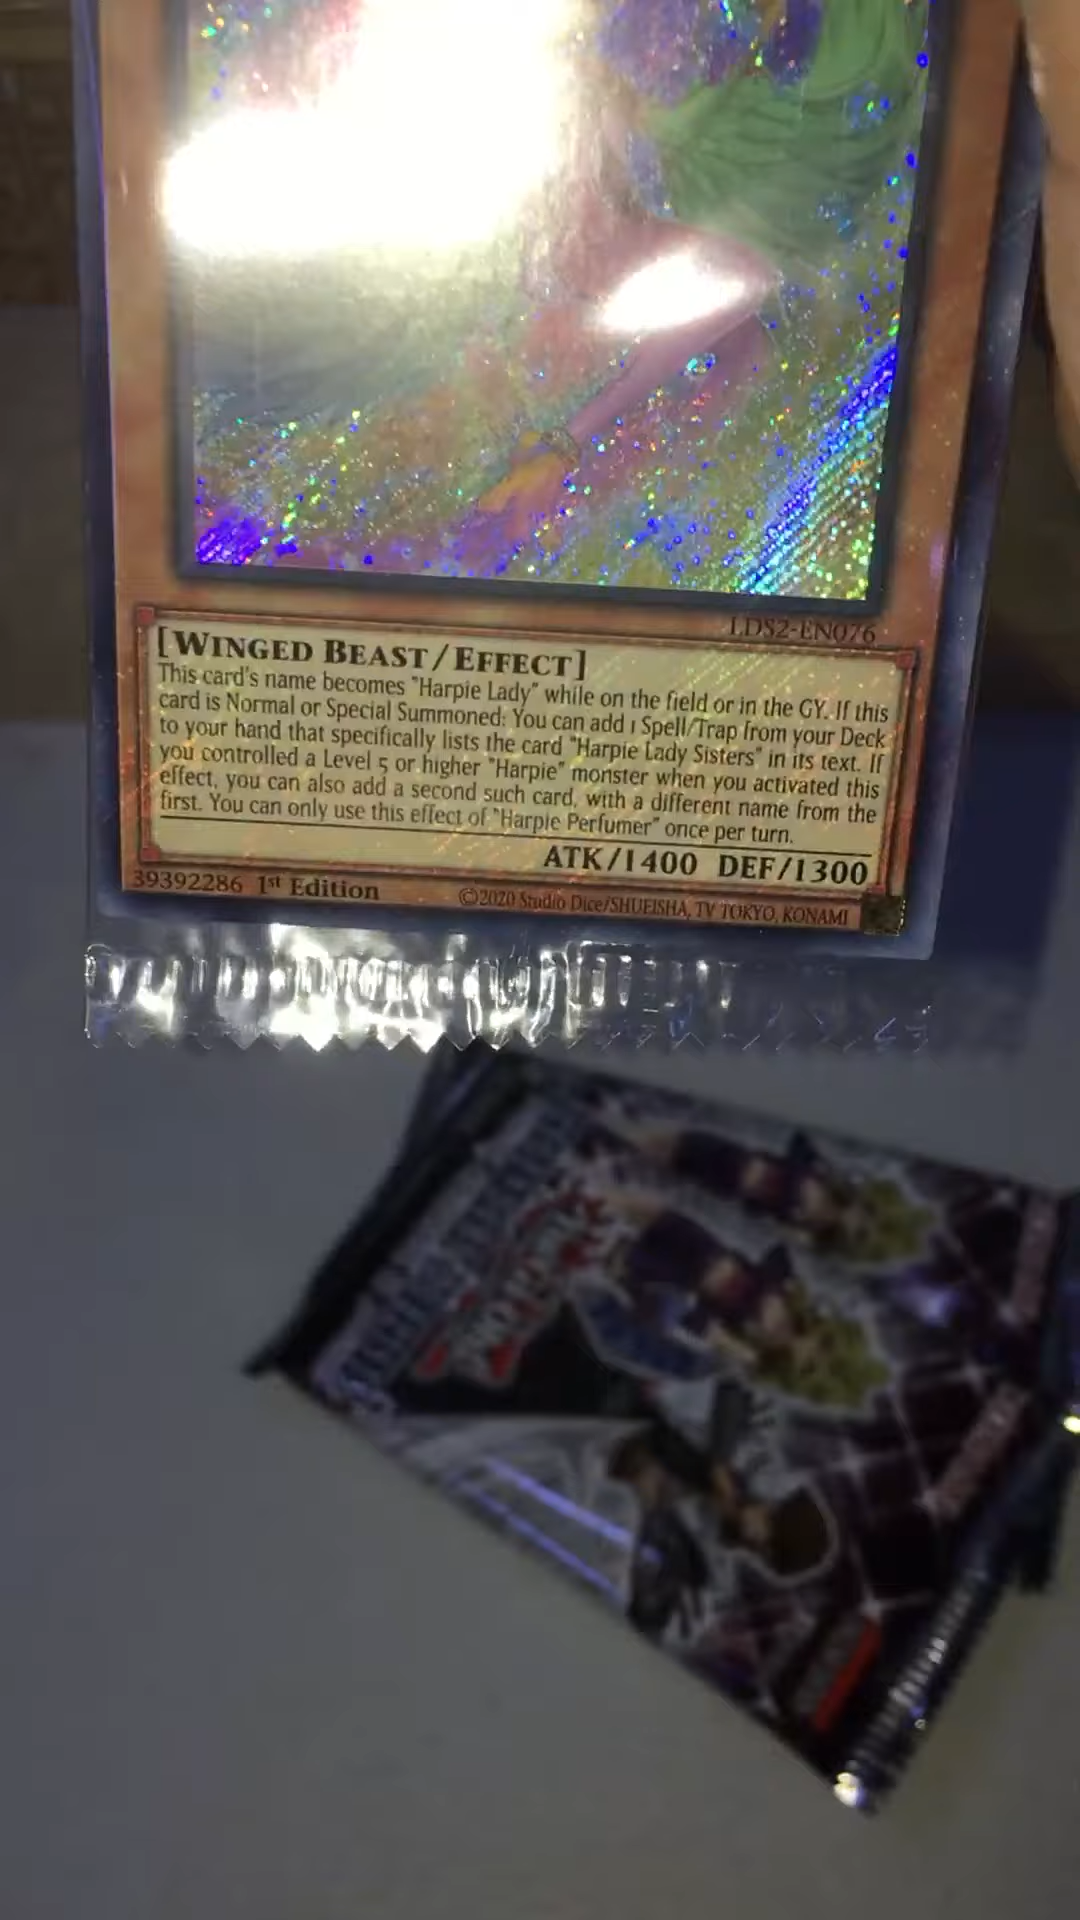 LDS2-EN076
[WINGED BEAST/EFFECT]
This card's name becomes "Harpie Lady" while on the field or in the GY. If this
card is Normal or Special Summoned: You can add 1 Spell/Trap from your Deck
to your hand that specifically lists the card "Harpie Lady Sisters" in its text. If
you controlled a Level 5 or higher "Harpie" monster when you activated this
effect, you can also add a second such card, with a different name from the
first. You can only use this effect of "Harpie Perfumer" once per turn.
ATK/1400 DEF/1300
39392286 1st Edition
©2020 Studio Dice/SHUEISHA, TV TOKYO, KONAMI